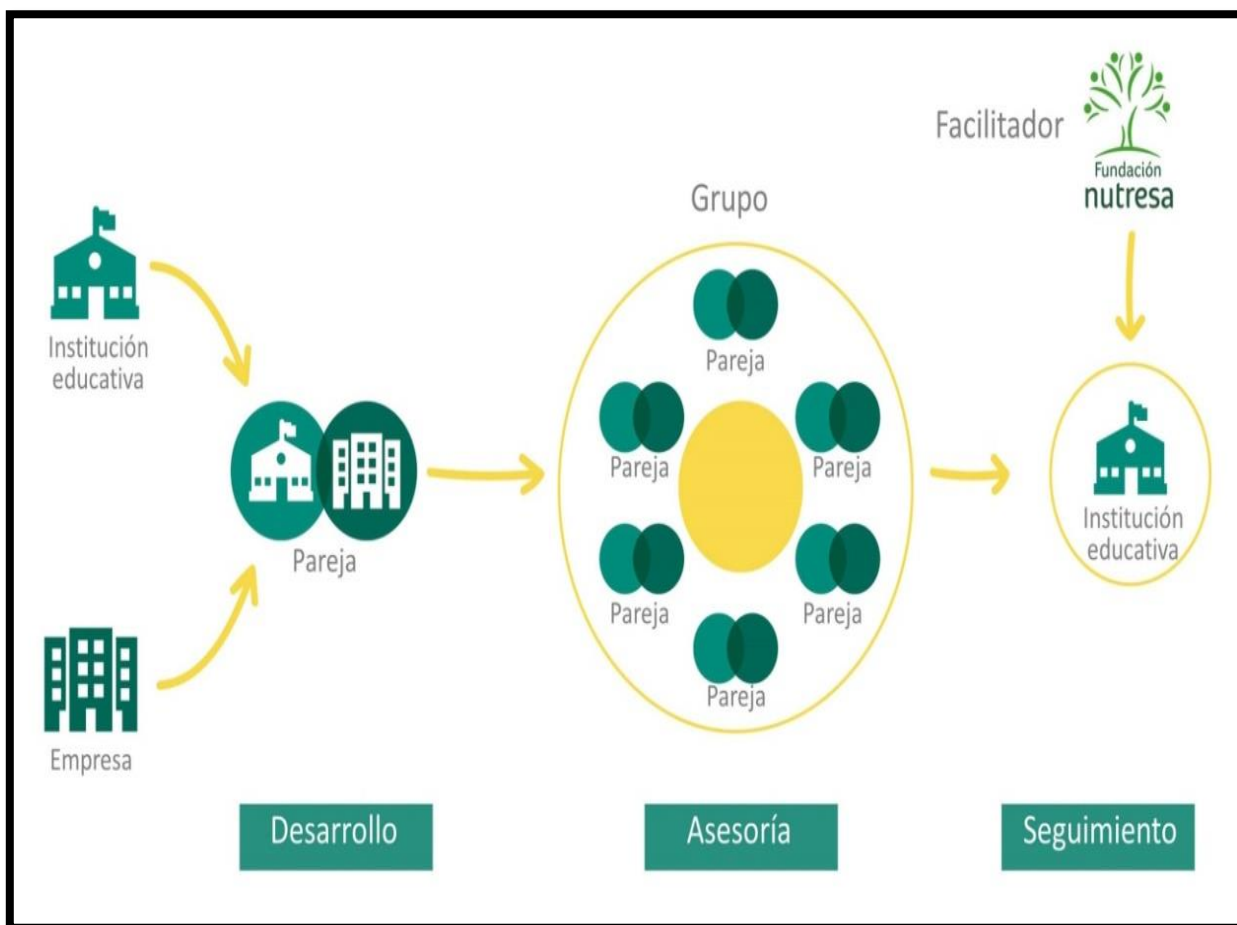 Facilitador
Fundación
nutresa
Grupo
Institución
educativa
Pareja
Pareja
Pareja
Pareja
Institución
educativa
Pareja
Pareja
Pareja
Empresa
Desarrollo
Asesoría
Seguimiento